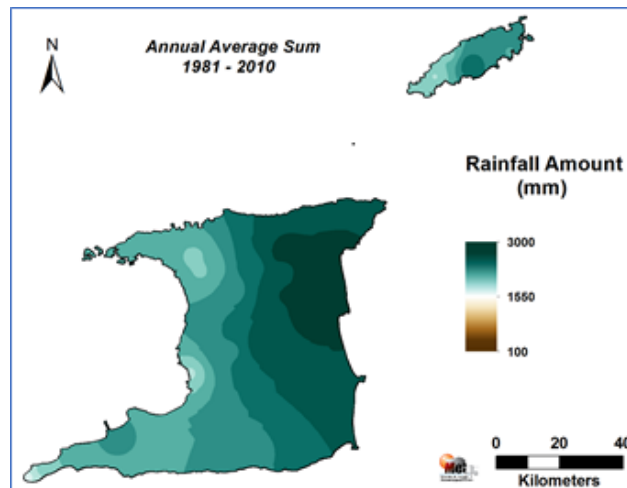 N
Annual Average Sum
1981 - 2010
Rainfall Amount
(mm)
3000
1550
100
0 20 40
Kilometers